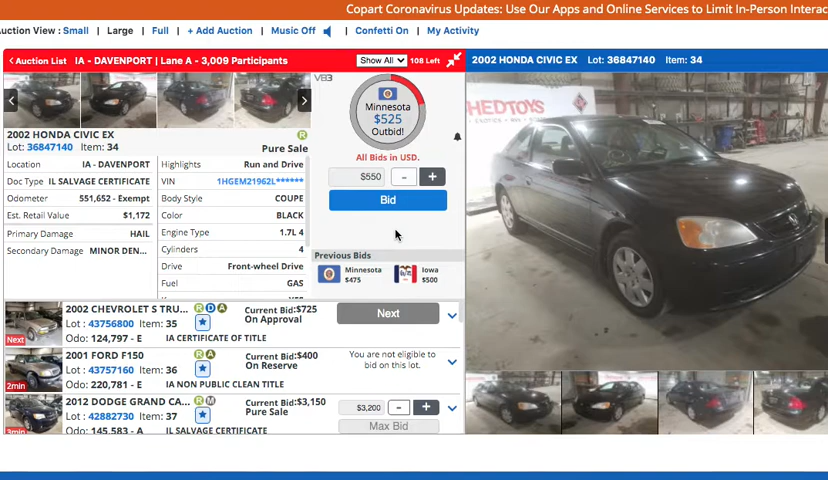 Copart Coronavirus Updates: Use Our Apps and Online Services to Limit In-Person Interac
uction View : Small | Large | Full | + Add Auction | Music Off | Confetti On | My Activity
Auction List IA - DAVENPORT | Lane A - 3,009 Participants Show All 108 Left
2002 HONDA CIVIC EX Lot: 36847140 Item: 34
VB3
Minnesota
$525
Outbid!
All Bids in USD.
$550 - +
Bid
Previous Bids
Minnesota
$475
Iowa
$500
2002 HONDA CIVIC EX R
Lot: 36847140 Item: 34 Pure Sale
Location IA - DAVENPORT
Doc Type IL SALVAGE CERTIFICATE
Odometer 551,652 - Exempt
Est. Retail Value $1,172
Primary Damage HAIL
Secondary Damage MINOR DEN...
Highlights Run and Drive
VIN 1HGEM21962L******
Body Style COUPE
Color BLACK
Engine Type 1.7L 4
Cylinders 4
Drive Front-wheel Drive
Fuel GAS
2002 CHEVROLET S TRU... R D A Current Bid:$725 Next
Lot : 43756800 Item: 35 On Approval
Next Odo: 124,797 - E IA CERTIFICATE OF TITLE
2001 FORD F150 R A Current Bid:$400 You are not eligible to
Lot : 43757160 Item: 36 On Reserve bid on this lot.
2min Odo: 220,781 - E IA NON PUBLIC CLEAN TITLE
2012 DODGE GRAND CA... R M Current Bid:$3,150 $3,200 - +
Lot : 42882730 Item: 37 Pure Sale Max Bid
3min Odo: 145,583 - A IL SALVAGE CERTIFICATE
HEDTOYS